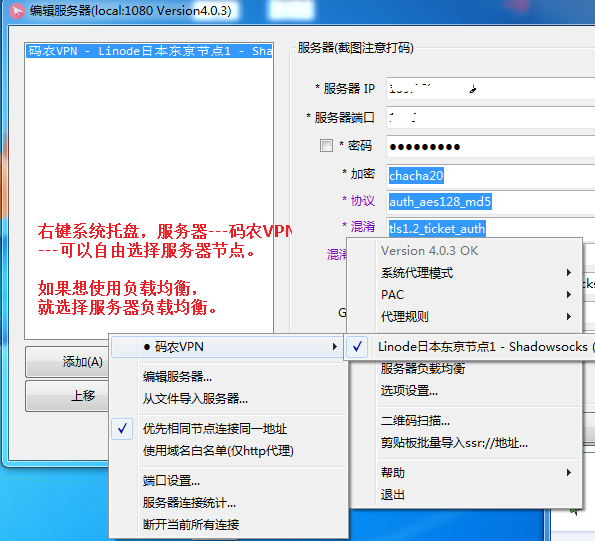 编辑服务器(local:1080 Version4.0.3)
码农VPN - Linode日本东京节点1 - Sha
服务器(截图注意打码)
* 服务器 IP
* 服务器端口
* 密码
●●●●●●●●●
* 加密
chacha20
* 协议
auth_aes128_md5
* 混淆
tls1.2_ticket_auth
混淆
右键系统托盘，服务器---码农VPN
---可以自由选择服务器节点。
如果想使用负载均衡，
就选择服务器负载均衡。
Version 4.0.3 OK
系统代理模式
PAC
代理规则
服务器负载均衡
选项设置...
二维码扫描...
剪贴板批量导入ssr://地址...
帮助
退出
添加(A)
上移
● 码农VPN
Linode日本东京节点1 - Shadowsocks (
编辑服务器...
从文件导入服务器...
优先相同节点连接同一地址
使用域名白名单(仅http代理)
端口设置...
服务器连接统计...
断开当前所有连接